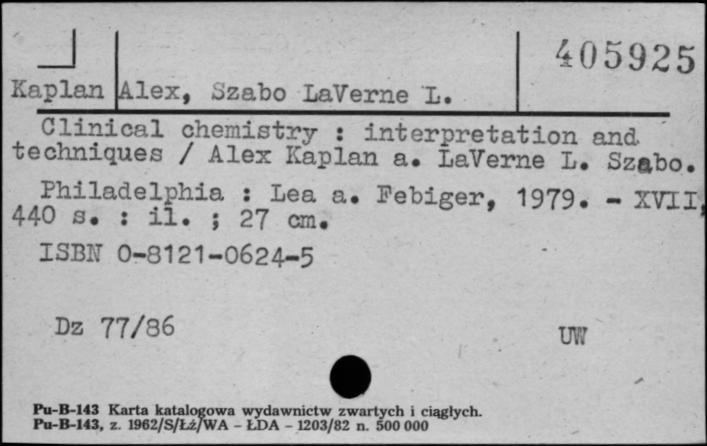 405925
Kaplan Alex, Szabo LaVerne L.
Clinical chemistry : interpretation and
techniques / Alex Kaplan a. LaVerne L. Szabo.
Philadelphia : Lea a. Febiger, 1979. - XVII,
440 s. : il. ; 27 cm.
ISBN 0-8121-0624-5
Dz 77/86 UW
Pu-B-143 Karta katalogowa wydawnictw zwartych i ciągłych.
Pu-B-143, z. 1962/S/Łż/WA - ŁDA - 1203/82 n. 500 000